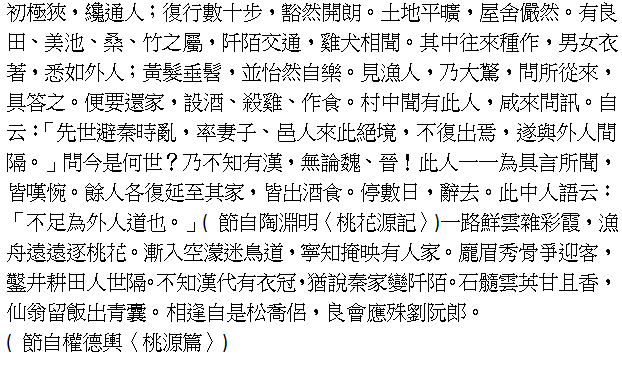 初極狹，纔通人；復行數十步，豁然開朗。土地平曠，屋舍儼然。有良
田、美池、桑、竹之屬，阡陌交通，雞犬相聞。其中往來種作，男女衣
著，悉如外人；黃髮垂髫，並怡然自樂。見漁人，乃大驚，問所從來，
具答之。便要還家，設酒、殺雞、作食。村中聞有此人，咸來問訊。自
云：「先世避秦時亂，率妻子、邑人來此絕境，不復出焉，遂與外人間
隔。」問今是何世？乃不知有漢，無論魏、晉！此人一一為具言所聞，
皆嘆惋。餘人各復延至其家，皆出酒食。停數日，辭去。此中人語云：
「不足為外人道也。」( 節自陶淵明〈桃花源記〉)一路鮮雲雜彩霞，漁
舟遠遠逐桃花。漸入空濛迷鳥道，寧知掩映有人家。龐眉秀骨爭迎客，
鑿井耕田人世隔。不知漢代有衣冠，猶說秦家變阡陌。石髓雲英甘且香，
仙翁留飯出青囊。相逢自是松喬侶，良會應殊劉阮郎。
( 節自權德輿〈桃源篇〉)